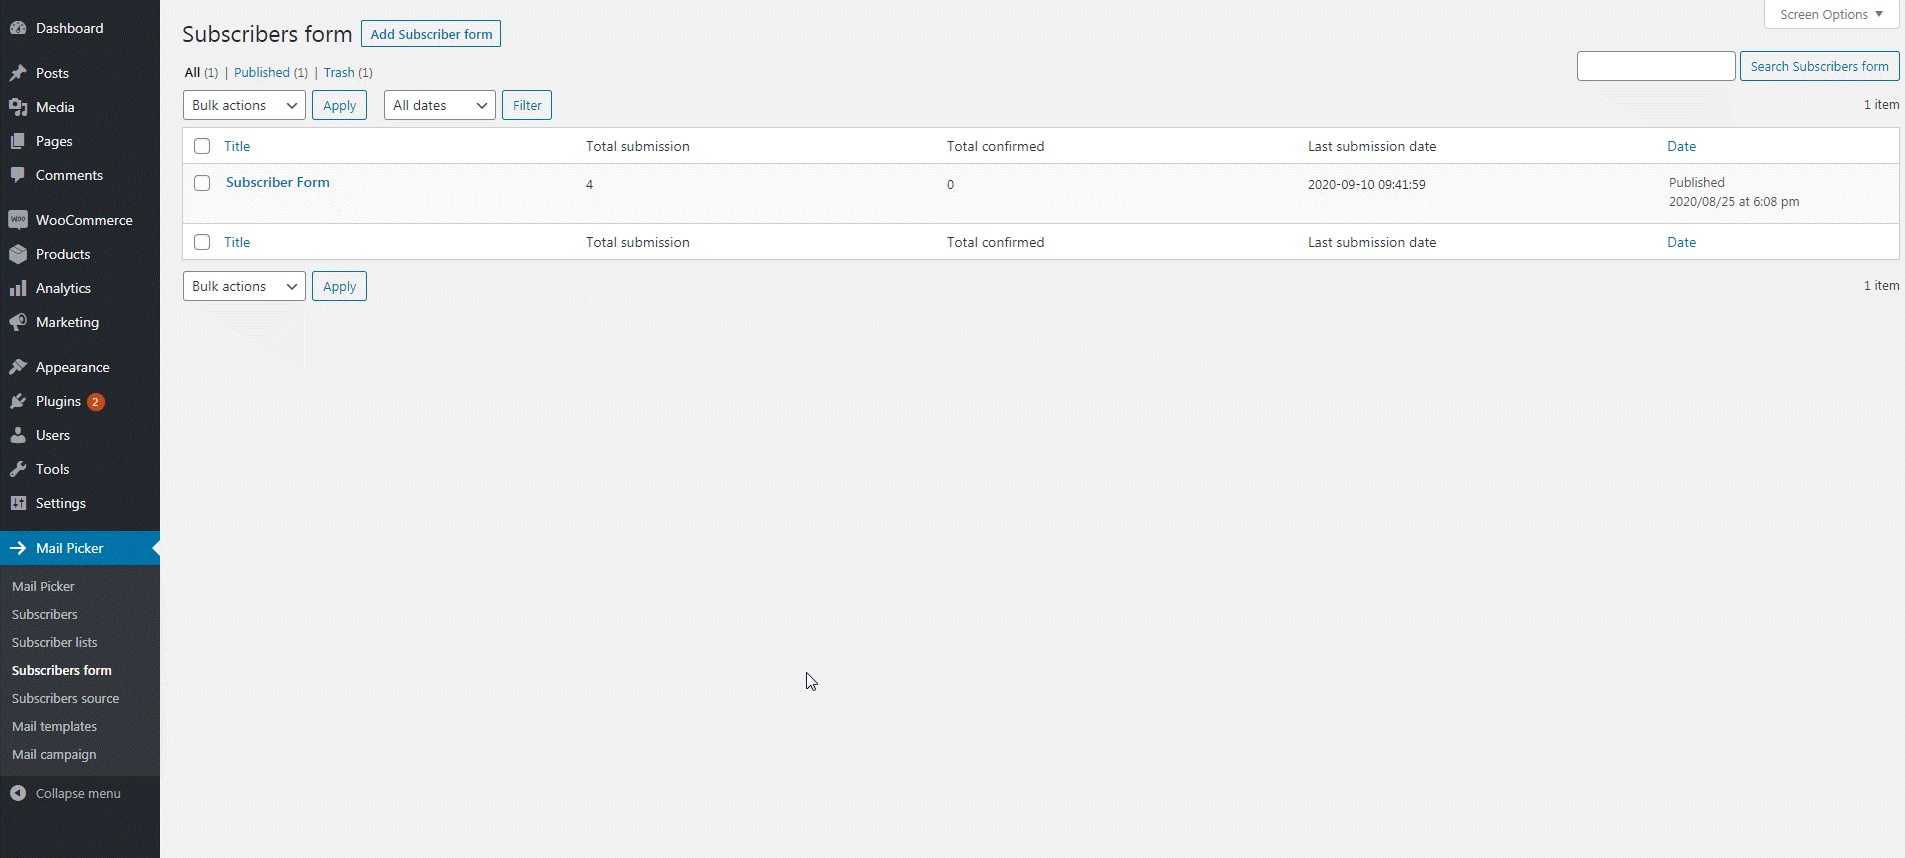 Dashboard
Posts
Media
Pages
Comments
Woo WooCommerce
Products
Analytics
Marketing
Appearance
Plugins 2
Users
Tools
Settings
Mail Picker
Mail Picker
Subscribers
Subscriber lists
Subscribers form
Subscribers source
Mail templates
Mail campaign
Collapse menu
Screen Options
Subscribers form Add Subscriber form
All (1) | Published (1) | Trash (1)
Search Subscribers form
Bulk actions Apply All dates Filter 1 item
Title Total submission Total confirmed Last submission date Date
Subscriber Form 4 0 2020-09-10 09:41:59 Published
2020/08/25 at 6:08 pm
Title Total submission Total confirmed Last submission date Date
Bulk actions Apply 1 item